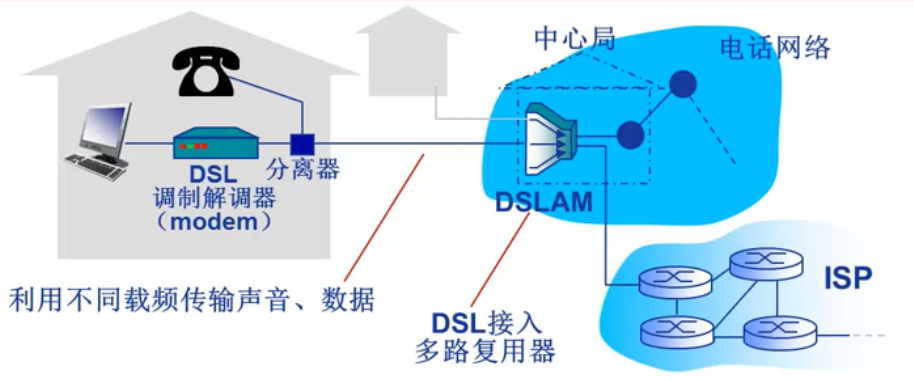 中心局
电话网络
DSL
调制解调器
（modem）
分离器
DSLAM
利用不同载频传输声音、数据
DSL接入
多路复用器
ISP